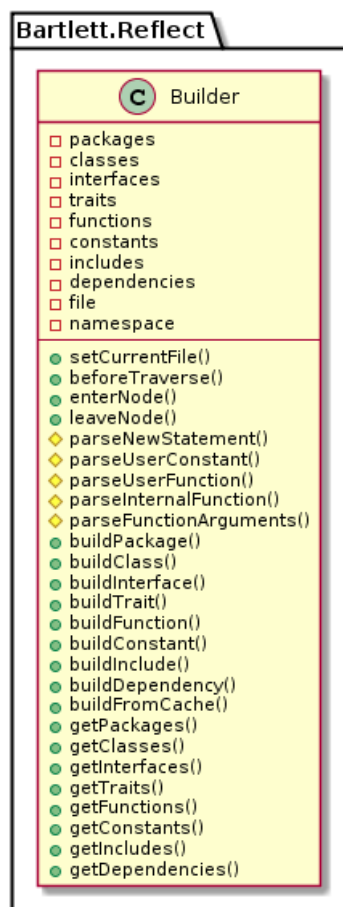 Bartlett.Reflect
C Builder
packages
classes
interfaces
traits
functions
constants
includes
dependencies
file
namespace
setCurrentFile()
beforeTraverse()
enterNode()
leaveNode()
parseNewStatement()
parseUserConstant()
parseUserFunction()
parseInternalFunction()
parseFunctionArguments()
buildPackage()
buildClass()
buildInterface()
buildTrait()
buildFunction()
buildConstant()
buildInclude()
buildDependency()
buildFromCache()
getPackages()
getClasses()
getInterfaces()
getTraits()
getFunctions()
getConstants()
getIncludes()
getDependencies()